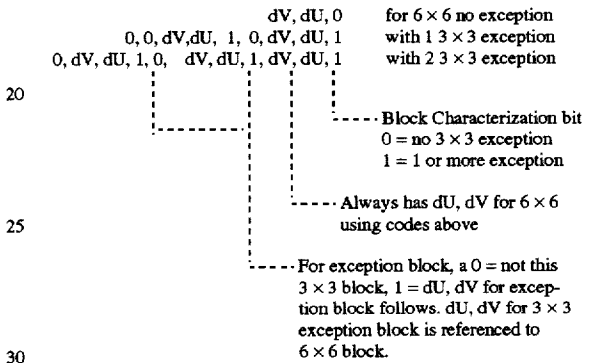 dV, dU, 0 for 6 × 6 no exception
0, 0, dV,dU, 1, 0, dV, dU, 1 with 1 3 × 3 exception
0, dV, dU, 1, 0, dV, dU, 1, dV, dU, 1 with 2 3 × 3 exception
20
Block Characterization bit
0 = no 3 × 3 exception
1 = 1 or more exception
Always has dU, dV for 6 × 6
25
using codes above
For exception block, a 0 = not this
3 × 3 block, 1 = dU, dV for excep-
tion block follows. dU, dV for 3 × 3
exception block is referenced to
30
6 × 6 block.